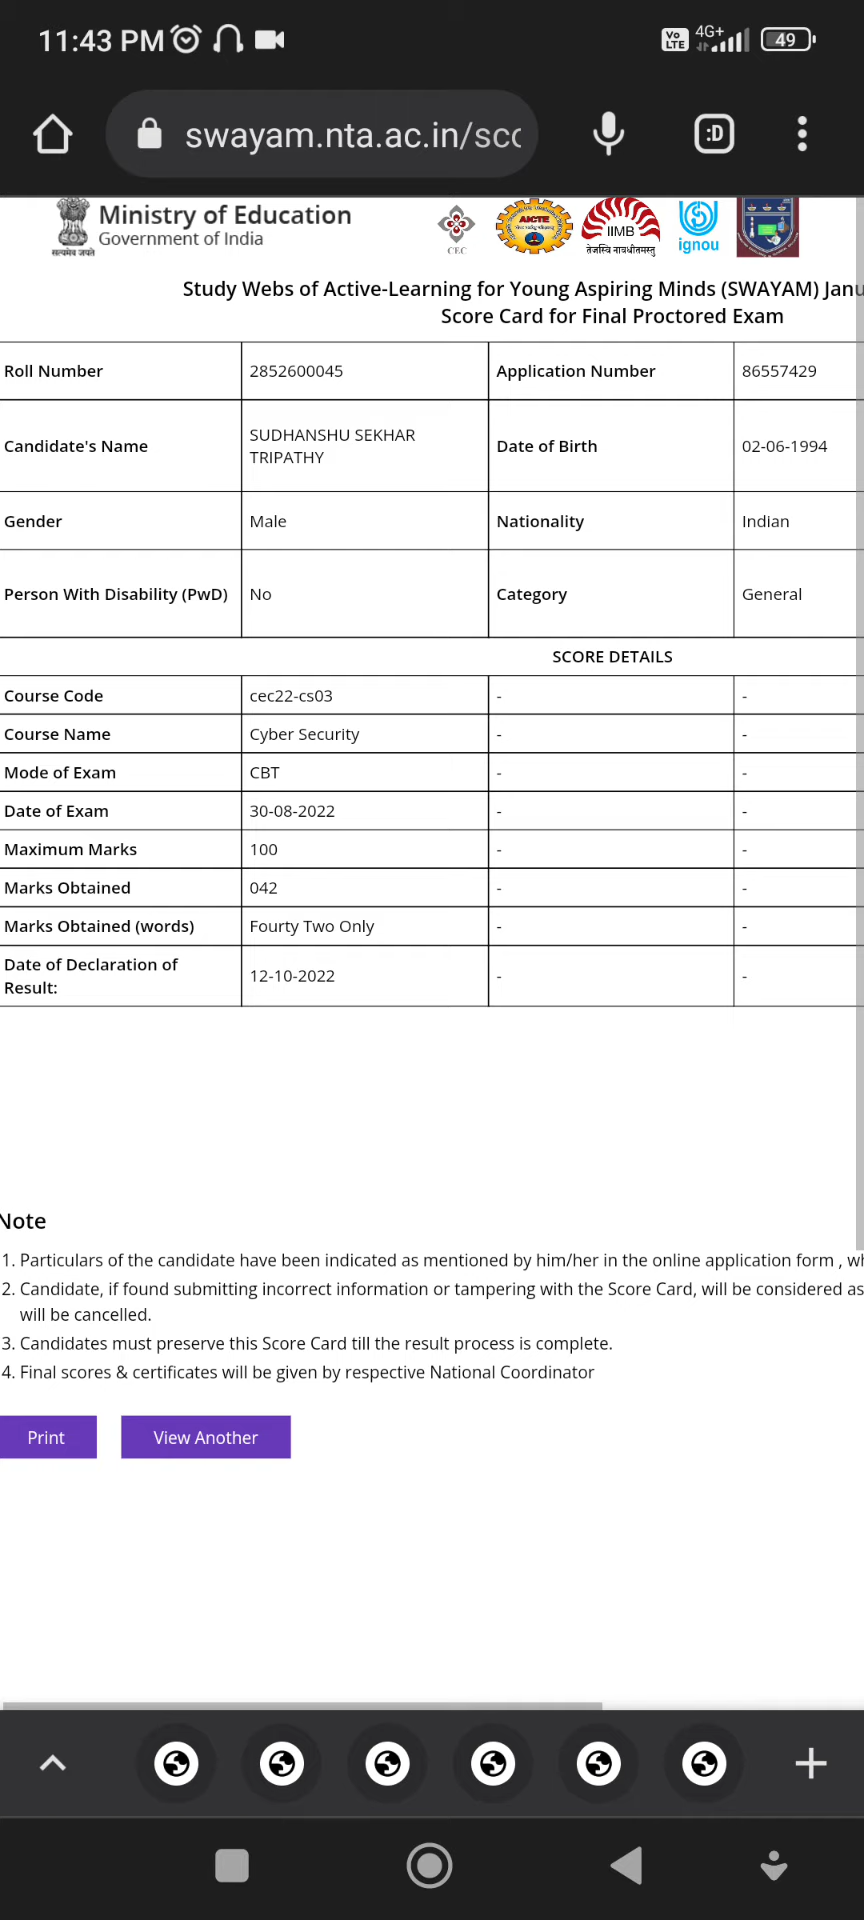 11:43 PM Vo LTE 4G+ 49
swayam.nta.ac.in/scc :D
Ministry of Education
Government of India
सत्यमेव जयते
CEC AICTE IIMB ignou
तेजस्वि नावधीतमस्तु
Study Webs of Active-Learning for Young Aspiring Minds (SWAYAM) Janu
Score Card for Final Proctored Exam
Roll Number 2852600045 Application Number 86557429
Candidate's Name SUDHANSHU SEKHAR TRIPATHY Date of Birth 02-06-1994
Gender Male Nationality Indian
Person With Disability (PwD) No Category General
SCORE DETAILS
Course Code cec22-cs03 - -
Course Name Cyber Security - -
Mode of Exam CBT - -
Date of Exam 30-08-2022 - -
Maximum Marks 100 - -
Marks Obtained 042 - -
Marks Obtained (words) Fourty Two Only - -
Date of Declaration of Result: 12-10-2022 - -
Note
1. Particulars of the candidate have been indicated as mentioned by him/her in the online application form , wh
2. Candidate, if found submitting incorrect information or tampering with the Score Card, will be considered as
will be cancelled.
3. Candidates must preserve this Score Card till the result process is complete.
4. Final scores & certificates will be given by respective National Coordinator
Print View Another